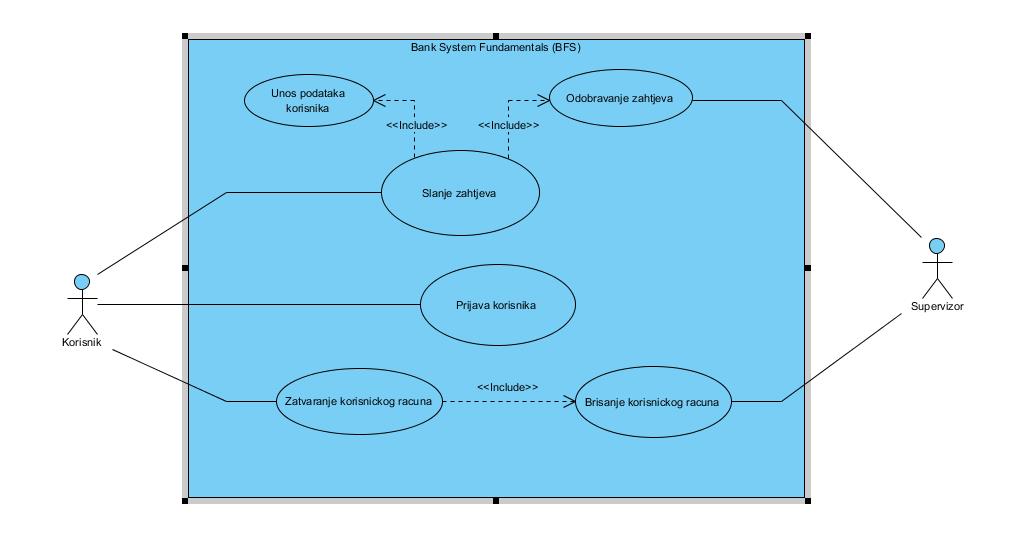 Bank System Fundamentals (BFS)
Unos podataka
korisnika
Odobravanje zahtjeva
<<Include>>
<<Include>>
Slanje zahtjeva
Prijava korisnika
Korisnik
Supervizor
<<Include>>
Zatvaranje korisnickog racuna
Brisanje korisnickog racuna